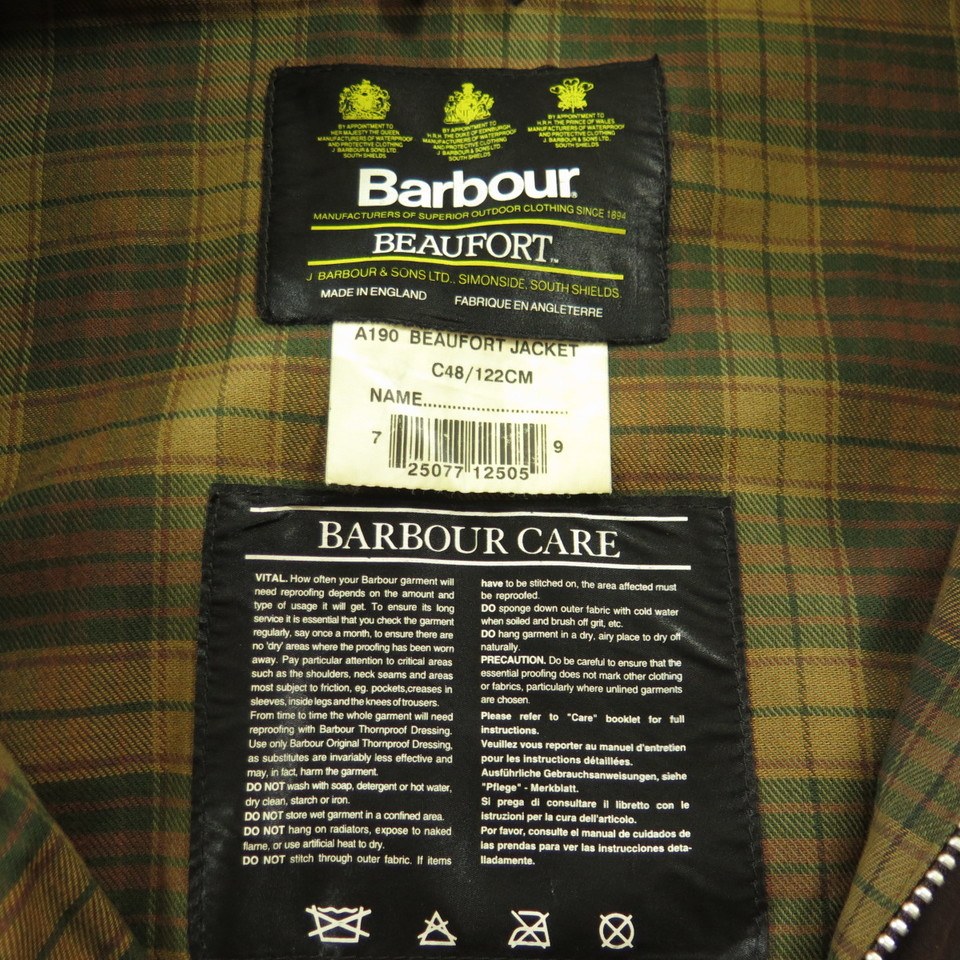 BY APPOINTMENT TO
HER MAJESTY THE QUEEN
MANUFACTURERS OF WATERPROOF
AND PROTECTIVE CLOTHING
J BARBOUR & SONS LTD.
SOUTH SHIELDS
BY APPOINTMENT TO
H.R.H. THE DUKE OF EDINBURGH
MANUFACTURERS OF WATERPROOF
AND PROTECTIVE CLOTHING
J BARBOUR & SONS LTD.
SOUTH SHIELDS
BY APPOINTMENT TO
H.R.H. THE PRINCE OF WALES
MANUFACTURERS OF WATERPROOF
AND PROTECTIVE CLOTHING
J. BARBOUR & SONS LTD.
SOUTH SHIELDS
Barbour®
MANUFACTURERS OF SUPERIOR OUTDOOR CLOTHING SINCE 1894
BEAUFORT™
J BARBOUR & SONS LTD., SIMONSIDE, SOUTH SHIELDS.
MADE IN ENGLAND FABRIQUE EN ANGLETERRE
A190 BEAUFORT JACKET
C48/122CM
NAME..............................
7 25077 12505 9
BARBOUR CARE
VITAL. How often your Barbour garment will
need reproofing depends on the amount and
type of usage it will get. To ensure its long
service it is essential that you check the garment
regularly, say once a month, to ensure there are
no 'dry' areas where the proofing has been worn
away. Pay particular attention to critical areas
such as the shoulders, neck seams and areas
most subject to friction, eg. pockets,creases in
sleeves, inside legs and the knees of trousers.
From time to time the whole garment will need
reproofing with Barbour Thornproof Dressing.
Use only Barbour Original Thornproof Dressing,
as substitutes are invariably less effective and
may, in fact, harm the garment.
DO NOT wash with soap, detergent or hot water,
dry clean, starch or iron.
DO NOT store wet garment in a confined area.
DO NOT hang on radiators, expose to naked
flame, or use artificial heat to dry.
DO NOT stitch through outer fabric. If items
have to be stitched on, the area affected must
be reproofed.
DO sponge down outer fabric with cold water
when soiled and brush off grit, etc.
DO hang garment in a dry, airy place to dry off
naturally.
PRECAUTION. Do be careful to ensure that the
essential proofing does not mark other clothing
or fabrics, particularly where unlined garments
are chosen.
Please refer to "Care" booklet for full
instructions.
Veuillez vous reporter au manuel d'entretien
pour les instructions détaillées.
Ausführliche Gebrauchsanweisungen, siehe
"Pflege" - Merkblatt.
Si prega di consultare il libretto con le
istruzioni per la cura dell'articolo.
Por favor, consulte el manual de cuidados de
las prendas para ver las instrucciones deta-
lladamente.